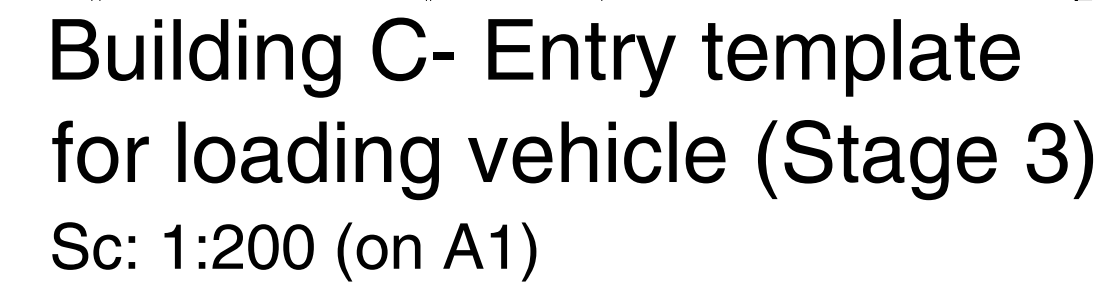 Building C- Entry template
for loading vehicle (Stage 3)
Sc: 1:200 (on A1)